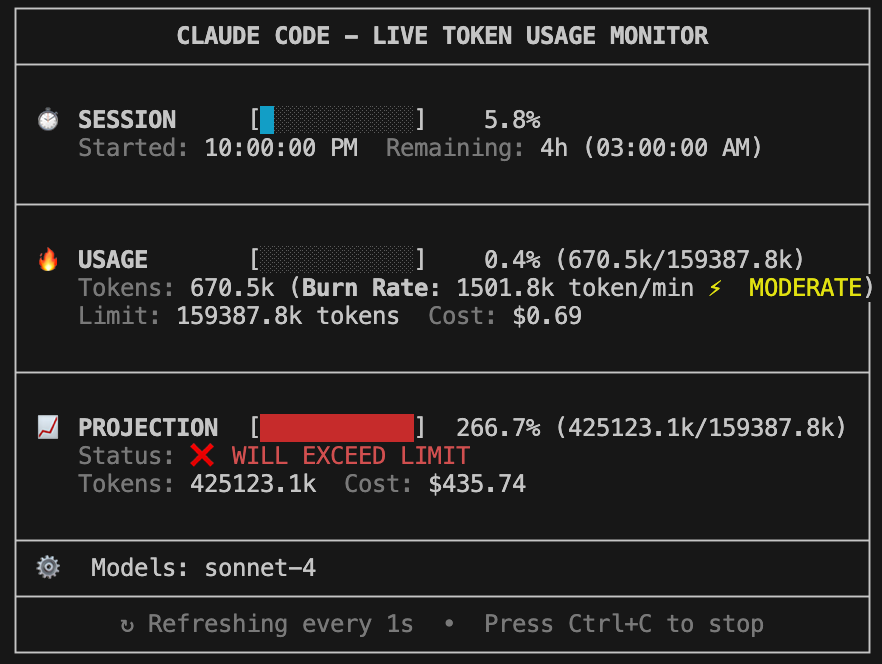 CLAUDE CODE - LIVE TOKEN USAGE MONITOR
⏱️ SESSION [█░░░░░░░░░░] 5.8%
Started: 10:00:00 PM Remaining: 4h (03:00:00 AM)
🔥 USAGE [░░░░░░░░░░░] 0.4% (670.5k/159387.8k)
Tokens: 670.5k (Burn Rate: 1501.8k token/min ⚡ MODERATE)
Limit: 159387.8k tokens Cost: $0.69
📈 PROJECTION [███████████] 266.7% (425123.1k/159387.8k)
Status: ❌ WILL EXCEED LIMIT
Tokens: 425123.1k Cost: $435.74
⚙️ Models: sonnet-4
↻ Refreshing every 1s • Press Ctrl+C to stop